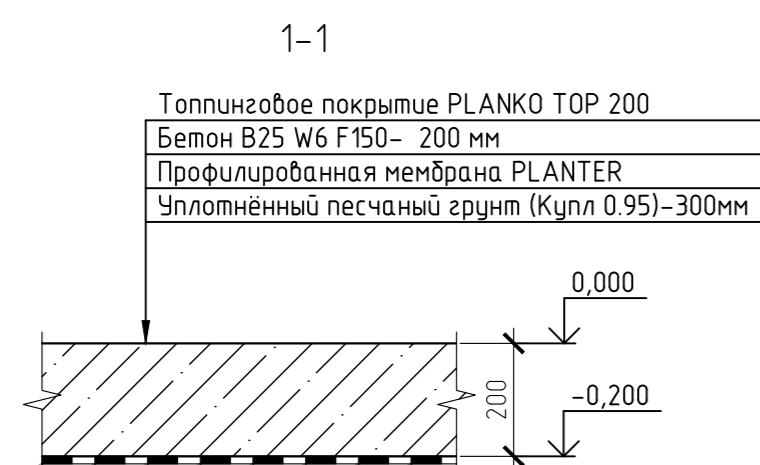 1-1
Топпинговое покрытие PLANKO TOP 200
Бетон В25 W6 F150- 200 мм
Профилированная мембрана PLANTER
Уплотнённый песчаный грунт (Купл 0.95)-300мм
0,000
200
-0,200